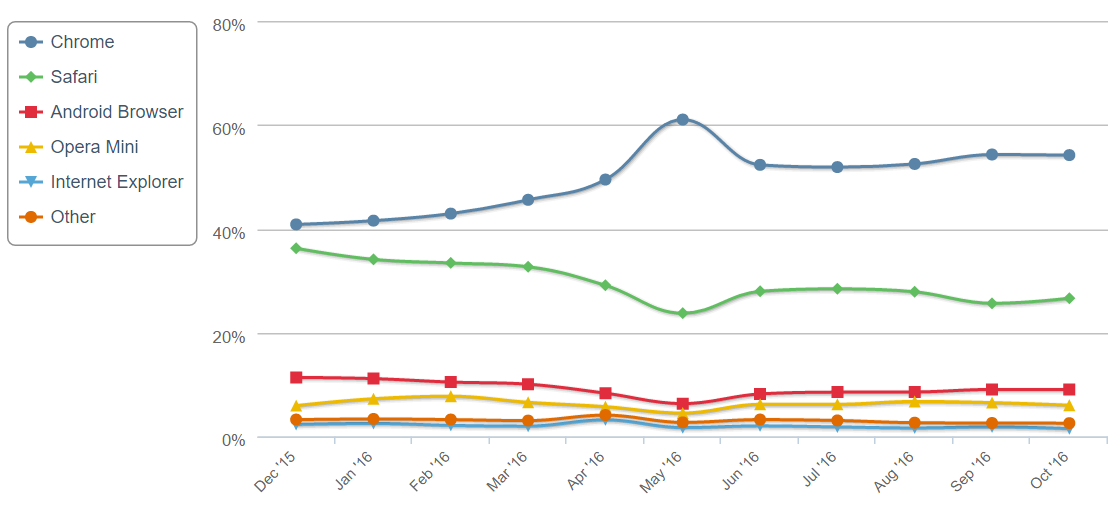 Chrome
Safari
Android Browser
Opera Mini
Internet Explorer
Other
80%
60%
40%
20%
0%
Dec '15
Jan '16
Feb '16
Mar '16
Apr '16
May '16
Jun '16
Jul '16
Aug '16
Sep '16
Oct '16